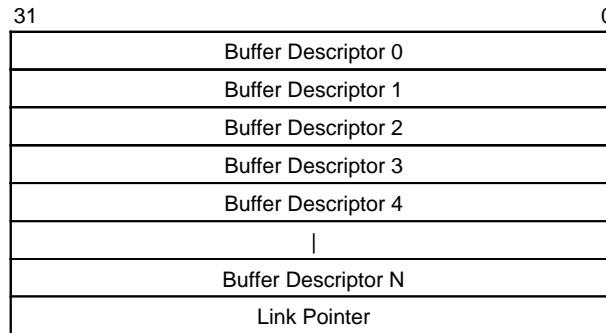 31 0
Buffer Descriptor 0
Buffer Descriptor 1
Buffer Descriptor 2
Buffer Descriptor 3
Buffer Descriptor 4
|
Buffer Descriptor N
Link Pointer